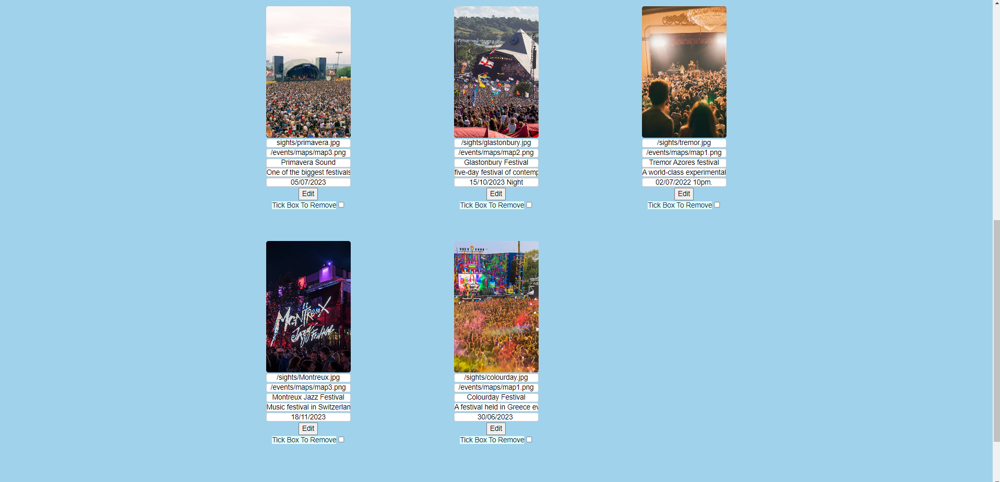 sights/primavera.jpg
/events/maps/map3.png
Primavera Sound
One of the biggest festivals
05/07/2023
Edit
Tick Box To Remove
/sights/glastonbury.jpg
/events/maps/map2.png
Glastonbury Festival
five-day festival of contemp
15/10/2023 Night
Edit
Tick Box To Remove
/sights/tremor.jpg
/events/maps/map1.png
Tremor Azores festival
A world-class experimental
02/07/2022 10pm.
Edit
Tick Box To Remove
MONTREUX
JAZZ FESTIVAL
/sights/Montreux.jpg
/events/maps/map3.png
Montreux Jazz Festival
Music festival in Switzerlan
18/11/2023
Edit
Tick Box To Remove
/sights/colourday.jpg
/events/maps/map1.png
Colourday Festival
A festival held in Greece ev
30/06/2023
Edit
Tick Box To Remove